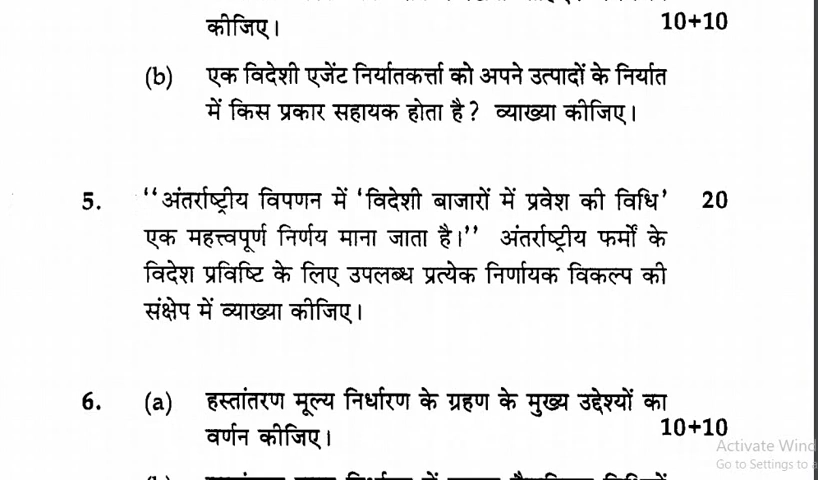 कीजिए।
10+10
(b) एक विदेशी एजेंट निर्यातकर्त्ता को अपने उत्पादों के निर्यात
में किस प्रकार सहायक होता है? व्याख्या कीजिए।
5. ‘‘अंतर्राष्ट्रीय विपणन में ‘विदेशी बाजारों में प्रवेश की विधि’ 20
एक महत्त्वपूर्ण निर्णय माना जाता है।’’ अंतर्राष्ट्रीय फर्मों के
विदेश प्रविष्टि के लिए उपलब्ध प्रत्येक निर्णायक विकल्प की
संक्षेप में व्याख्या कीजिए।
6. (a) हस्तांतरण मूल्य निर्धारण के ग्रहण के मुख्य उद्देश्यों का
वर्णन कीजिए।
10+10
Activate Wind
Go to Settings to a